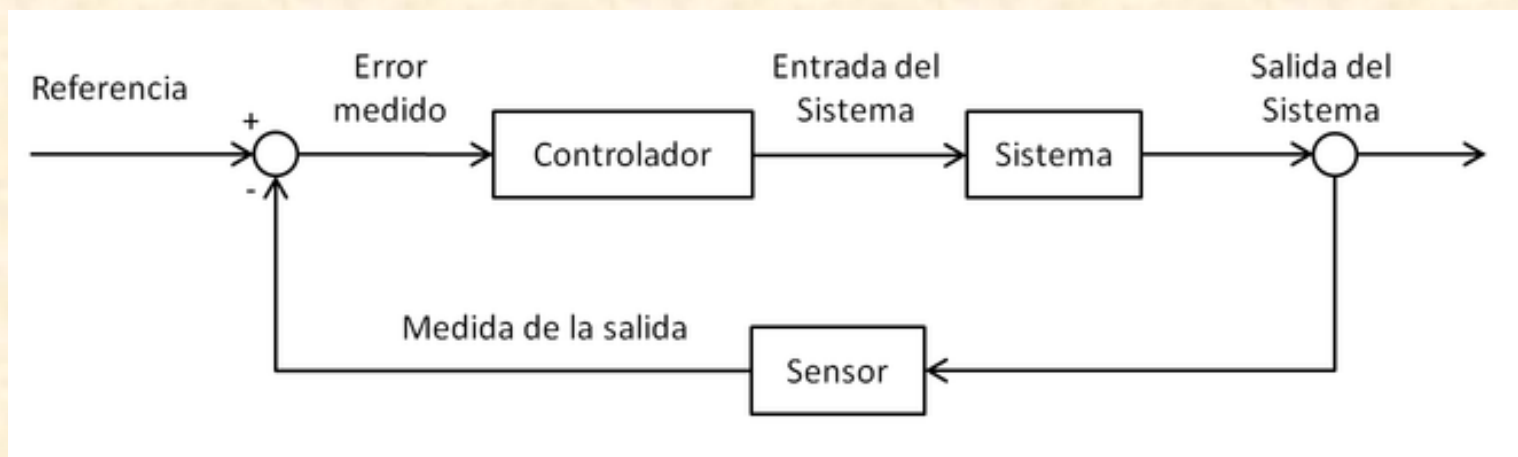 Referencia
+
-
Error
medido
Controlador
Entrada del
Sistema
Sistema
Salida del
Sistema
Medida de la salida
Sensor